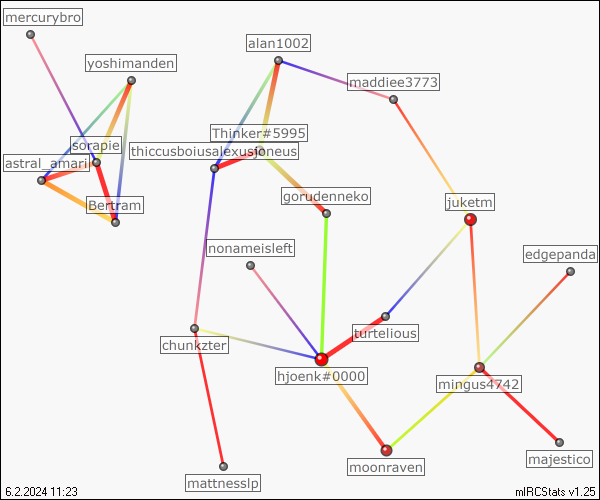 mercurybro
alan1002
yoshimanden
maddiee3773
Thinker#5995
sorapie
astral_amari
gorudenneko
Bertram
juketm
nonameisleft
edgepanda
turtelious
chunkzter
hjoenk#0000
mingus4742
majestico
moonraven
mattnesslp
6.2.2024 11:23
mIRCStats v1.25